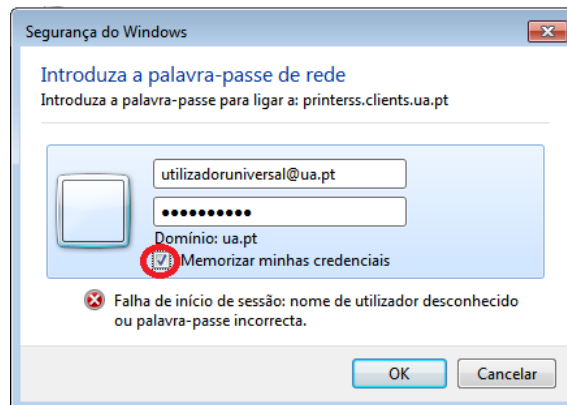 Segurança do Windows
Introduza a palavra-passe de rede
Introduza a palavra-passe para ligar a: printerss.clients.ua.pt
utilizadoruniversal@ua.pt
••••••••••
Domínio: ua.pt
Memorizar minhas credenciais
Falha de início de sessão: nome de utilizador desconhecido
ou palavra-passe incorrecta.
OK
Cancelar